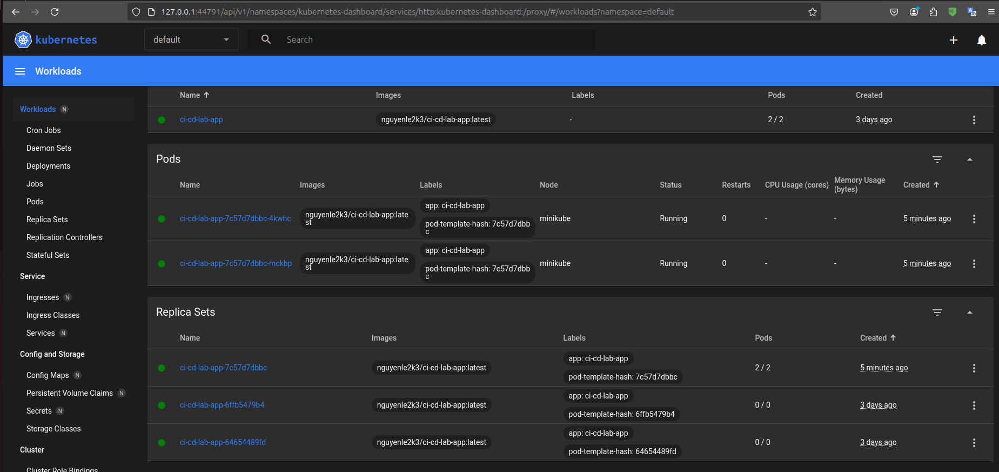 127.0.0.1:44791/api/v1/namespaces/kubernetes-dashboard/services/http:kubernetes-dashboard:/proxy/#/workloads?namespace=default
kubernetes
default
Search
Workloads
Workloads N
Cron Jobs
Daemon Sets
Deployments
Jobs
Pods
Replica Sets
Replication Controllers
Stateful Sets
Service
Ingresses N
Ingress Classes
Services N
Config and Storage
Config Maps N
Persistent Volume Claims N
Secrets N
Storage Classes
Cluster
Cluster Role Bindings
Name Images Labels Pods Created
ci-cd-lab-app nguyenle2k3/ci-cd-lab-app:latest - 2 / 2 3 days ago
Pods
Name Images Labels Node Status Restarts CPU Usage (cores) Memory Usage (bytes) Created
ci-cd-lab-app-7c57d7dbbc-4kwhc nguyenle2k3/ci-cd-lab-app:late
st
app: ci-cd-lab-app
pod-template-hash: 7c57d7dbb
c
minikube Running 0 - - 5 minutes ago
ci-cd-lab-app-7c57d7dbbc-mckbp nguyenle2k3/ci-cd-lab-app:late
st
app: ci-cd-lab-app
pod-template-hash: 7c57d7dbb
c
minikube Running 0 - - 5 minutes ago
Replica Sets
Name Images Labels Pods Created
ci-cd-lab-app-7c57d7dbbc nguyenle2k3/ci-cd-lab-app:latest
app: ci-cd-lab-app
pod-template-hash: 7c57d7dbbc
2 / 2 5 minutes ago
ci-cd-lab-app-6ffb5479b4 nguyenle2k3/ci-cd-lab-app:latest
app: ci-cd-lab-app
pod-template-hash: 6ffb5479b4
0 / 0 3 days ago
ci-cd-lab-app-64654489fd nguyenle2k3/ci-cd-lab-app:latest
app: ci-cd-lab-app
pod-template-hash: 64654489fd
0 / 0 3 days ago